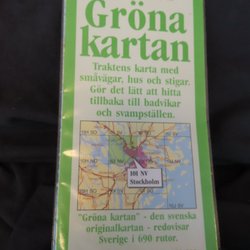 Gröna
kartan
Traktens karta med
småvägar, hus och stigar.
Gör det lätt att hitta
tillbaka till badvikar
och svampställen.
10I NV
Stockholm
"Gröna kartan" - den svenska
originalkartan - redovisar
Sverige i 690 rutor.